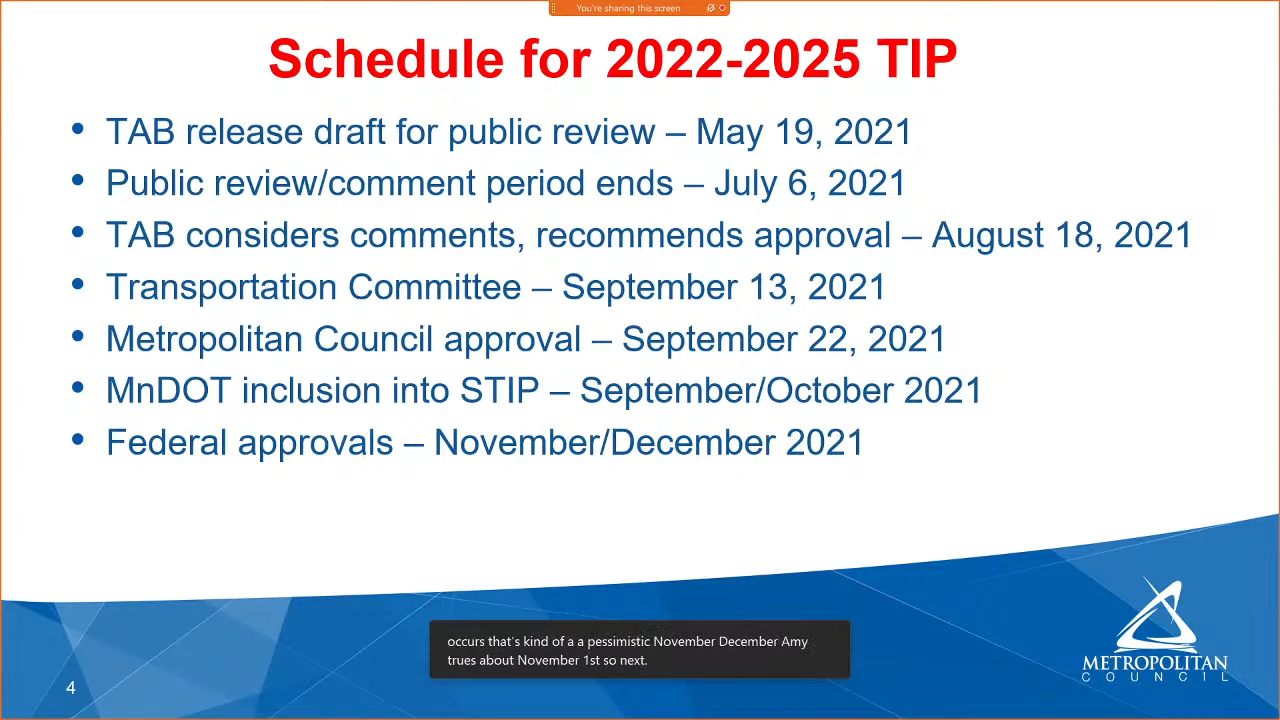 You're sharing this screen
Schedule for 2022-2025 TIP
• TAB release draft for public review – May 19, 2021
• Public review/comment period ends – July 6, 2021
• TAB considers comments, recommends approval – August 18, 2021
• Transportation Committee – September 13, 2021
• Metropolitan Council approval – September 22, 2021
• MnDOT inclusion into STIP – September/October 2021
• Federal approvals – November/December 2021
occurs that's kind of a a pessimistic November December Amy
trues about November 1st so next.
METROPOLITAN
COUNCIL
4